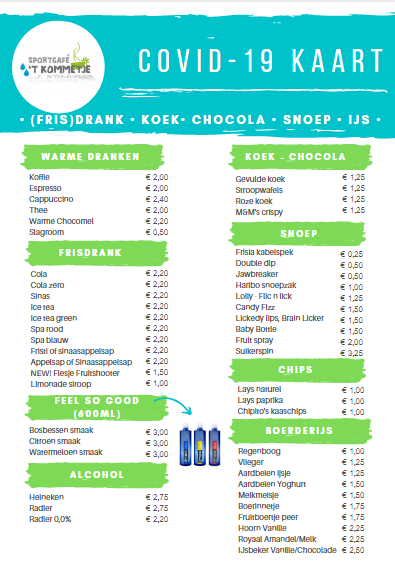 SPORTCAFÉ
'T KOMMETJE
COVID-19 KAART
• (FRIS)DRANK • KOEK• CHOCOLA • SNOEP • IJS •
WARME DRANKEN
Koffie € 2,00
Espresso € 2,00
Cappuccino € 2,40
Thee € 2,00
Warme Chocomel € 2,20
Slagroom € 0,50
FRISDRANK
Cola € 2,20
Cola zero € 2,20
Sinas € 2,20
Ice tea € 2,20
Ice tea green € 2,20
Spa rood € 2,20
Spa blauw € 2,20
Frisii of sinaasappelsap € 2,20
Appelsap of Sinaasappelsap € 2,20
NEW! Flesje Fruitshooter € 1,50
Limonade siroop € 1,00
FEEL SO GOOD
(600ML)
Bosbessen smaak € 3,00
Citroen smaak € 3,00
Watermeloen smaak € 3,00
ALCOHOL
Heineken € 2,75
Radler € 2,75
Radler 0,0% € 2,20
KOEK - CHOCOLA
Gevulde koek € 1,25
Stroopwafels € 1,25
Roze koek € 1,25
M&M's crispy € 1,25
SNOEP
Frisia kabelspek € 0,25
Double dip € 0,50
Jawbreaker € 0,50
Haribo snoepzak € 1,00
Lolly - Flic n lick € 1,25
Candy Fizz € 1,50
Lickedy lips, Brain Licker € 1,50
Baby Bottle € 1,50
Fruit spray € 2,00
Suikerspin € 3,25
CHIPS
Lays naturel € 1,00
Lays paprika € 1,00
Chipito's kaaschips € 1,00
BOERDERIJS
Regenboog € 1,00
Vlieger € 1,25
Aardbeien ijsje € 1,25
Aardbeien Yoghurt € 1,50
Melkmeisje € 1,50
Boerinnetje € 1,75
Fruitboertje peer € 1,75
Hoorn Vanille € 2,25
Royaal Amandel/Melk € 2,25
IJsbeker Vanille/Chocolade € 2,50